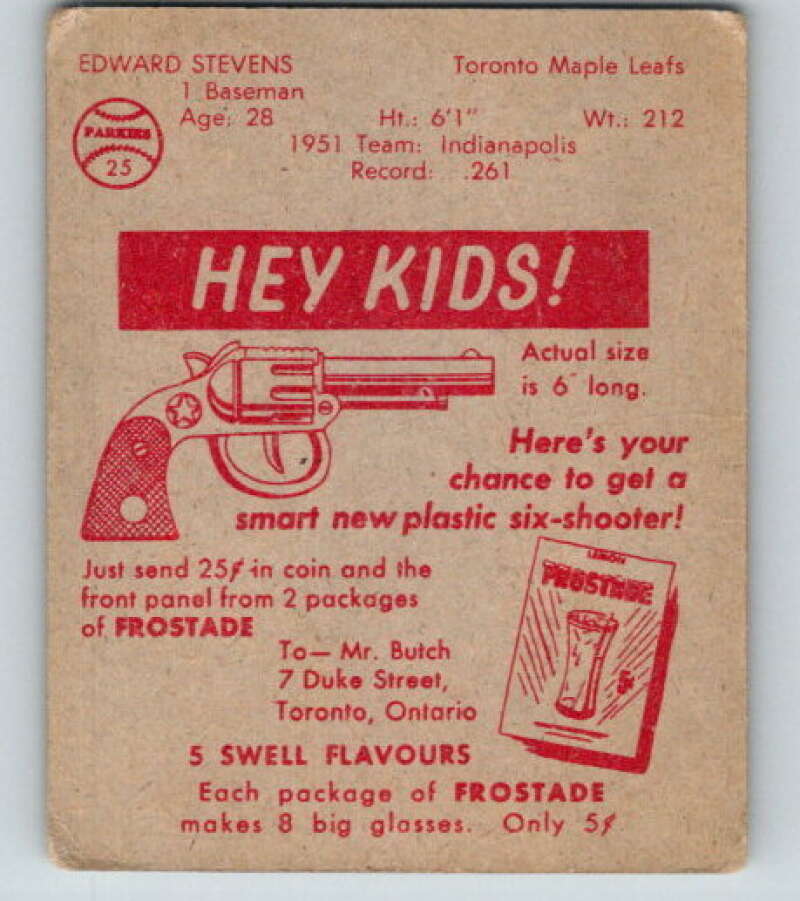 EDWARD STEVENS Toronto Maple Leafs
1 Baseman
Age: 28 Ht.: 6'1" Wt.: 212
PARKIES
25
1951 Team: Indianapolis
Record: .261
HEY KIDS!
Actual size
is 6" long.
Here's your
chance to get a
smart new plastic six-shooter!
Just send 25¢ in coin and the
front panel from 2 packages
of FROSTADE
To— Mr. Butch
7 Duke Street,
Toronto, Ontario
LEMON
FROSTADE
5¢
5 SWELL FLAVOURS
Each package of FROSTADE
makes 8 big glasses. Only 5¢